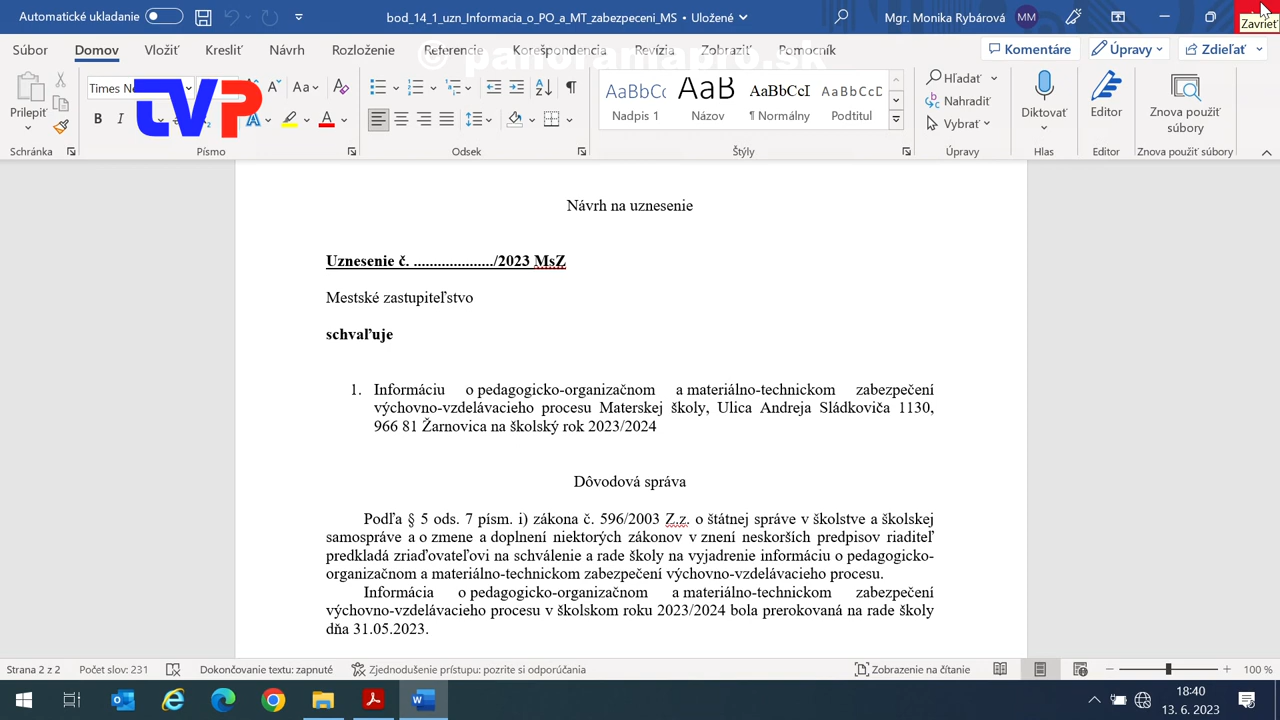 Automatické ukladanie
bod_14_1_uzn_Informacia_o_PO_a_MT_zabezpeceni_MS • Uložené
Mgr. Monika Rybárová
MM
Zavrieť
Súbor Domov Vložiť Kresliť Návrh Rozloženie Referencie Korešpondencia Revízia Zobraziť Pomocník
Komentáre Úpravy Zdieľať
© panoramapro.sk
TVP
Prilepiť
Times N
Aa
B I
AaBbCc AaB AaBbCcI AaBbCcD
Nadpis 1 Názov ¶ Normálny Podtitul
Hľadať
Nahradiť
Vybrať
Diktovať
Editor
Znova použiť
súbory
Schránka Písmo Odsek Štýly Úpravy Hlas Editor Znova použiť súbory
Návrh na uznesenie
Uznesenie č. ..................../2023 MsZ
Mestské zastupiteľstvo
schvaľuje
1. Informáciu o pedagogicko-organizačnom a materiálno-technickom zabezpečení
výchovno-vzdelávacieho procesu Materskej školy, Ulica Andreja Sládkoviča 1130,
966 81 Žarnovica na školský rok 2023/2024
Dôvodová správa
Podľa § 5 ods. 7 písm. i) zákona č. 596/2003 Z.z. o štátnej správe v školstve a školskej
samospráve a o zmene a doplnení niektorých zákonov v znení neskorších predpisov riaditeľ
predkladá zriaďovateľovi na schválenie a rade školy na vyjadrenie informáciu o pedagogicko-
organizačnom a materiálno-technickom zabezpečení výchovno-vzdelávacieho procesu.
Informácia o pedagogicko-organizačnom a materiálno-technickom zabezpečení
výchovno-vzdelávacieho procesu v školskom roku 2023/2024 bola prerokovaná na rade školy
dňa 31.05.2023.
Strana 2 z 2 Počet slov: 231 Dokončovanie textu: zapnuté Zjednodušenie prístupu: pozrite si odporúčania Zobrazenie na čítanie 100 %
18:40
13. 6. 2023